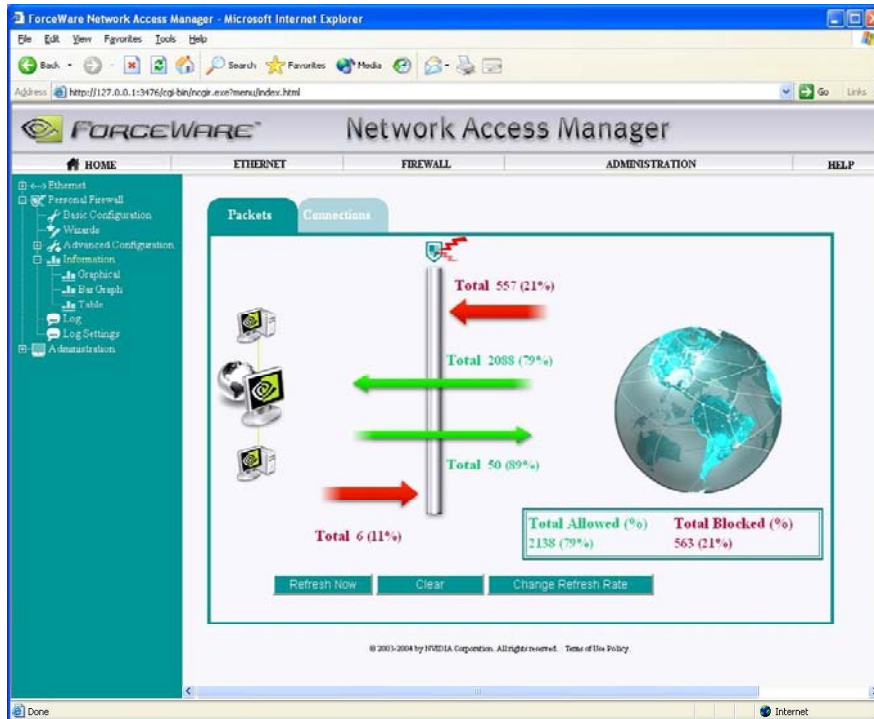 ForceWare Network Access Manager - Microsoft Internet Explorer
File Edit View Favorites Tools Help
Back Search Favorites Media
Address http://127.0.0.1:3476/cgi-bin/ncgir.exe?menu/index.html Go Links
FORCEWARE™ Network Access Manager
HOME ETHERNET FIREWALL ADMINISTRATION HELP
Ethernet
Personal Firewall
Basic Configuration
Wizards
Advanced Configuration
Information
Graphical
Bar Graph
Table
Log
Log Settings
Administration
Packets Connections
Total 557 (21%)
Total 2088 (79%)
Total 50 (89%)
Total 6 (11%)
Total Allowed (%) Total Blocked (%)
2138 (79%) 563 (21%)
Refresh Now Clear Change Refresh Rate
© 2003-2004 by NVIDIA Corporation. All rights reserved. Terms of Use Policy.
Done Internet